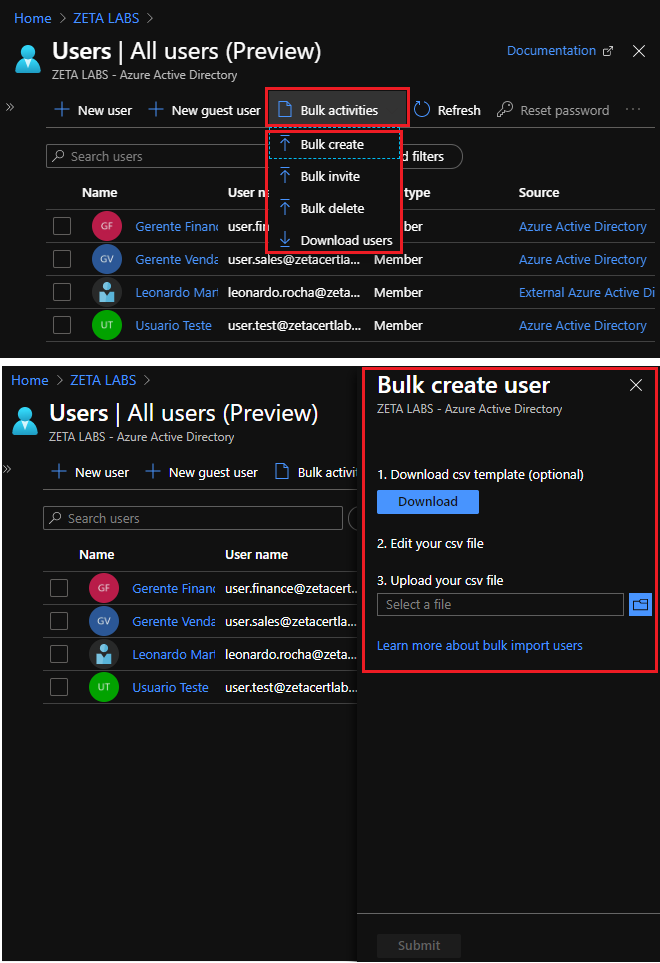 Home > ZETA LABS >
Users | All users (Preview)
ZETA LABS - Azure Active Directory
Documentation
New user
New guest user
Bulk activities
Refresh
Reset password
Bulk create
Bulk invite
Bulk delete
Download users
Search users
filters
Name
User
type
Source
GF Gerente Financ user.fin Azure Active Directory
GV Gerente Venda user.sales@zetacertla... Member Azure Active Directory
Leonardo Mart leonardo.rocha@zeta... Member External Azure Active Di
UT Usuario Teste user.test@zetacertlab... Member Azure Active Directory
Home > ZETA LABS >
Users | All users (Preview)
ZETA LABS - Azure Active Directory
New user
New guest user
Bulk activit
Search users
Name User name
GF Gerente Financ user.finance@zetacert...
GV Gerente Venda user.sales@zetacertla...
Leonardo Mart leonardo.rocha@zeta...
UT Usuario Teste user.test@zetacertlab...
Bulk create user
ZETA LABS - Azure Active Directory
1. Download csv template (optional)
Download
2. Edit your csv file
3. Upload your csv file
Select a file
Learn more about bulk import users
Submit